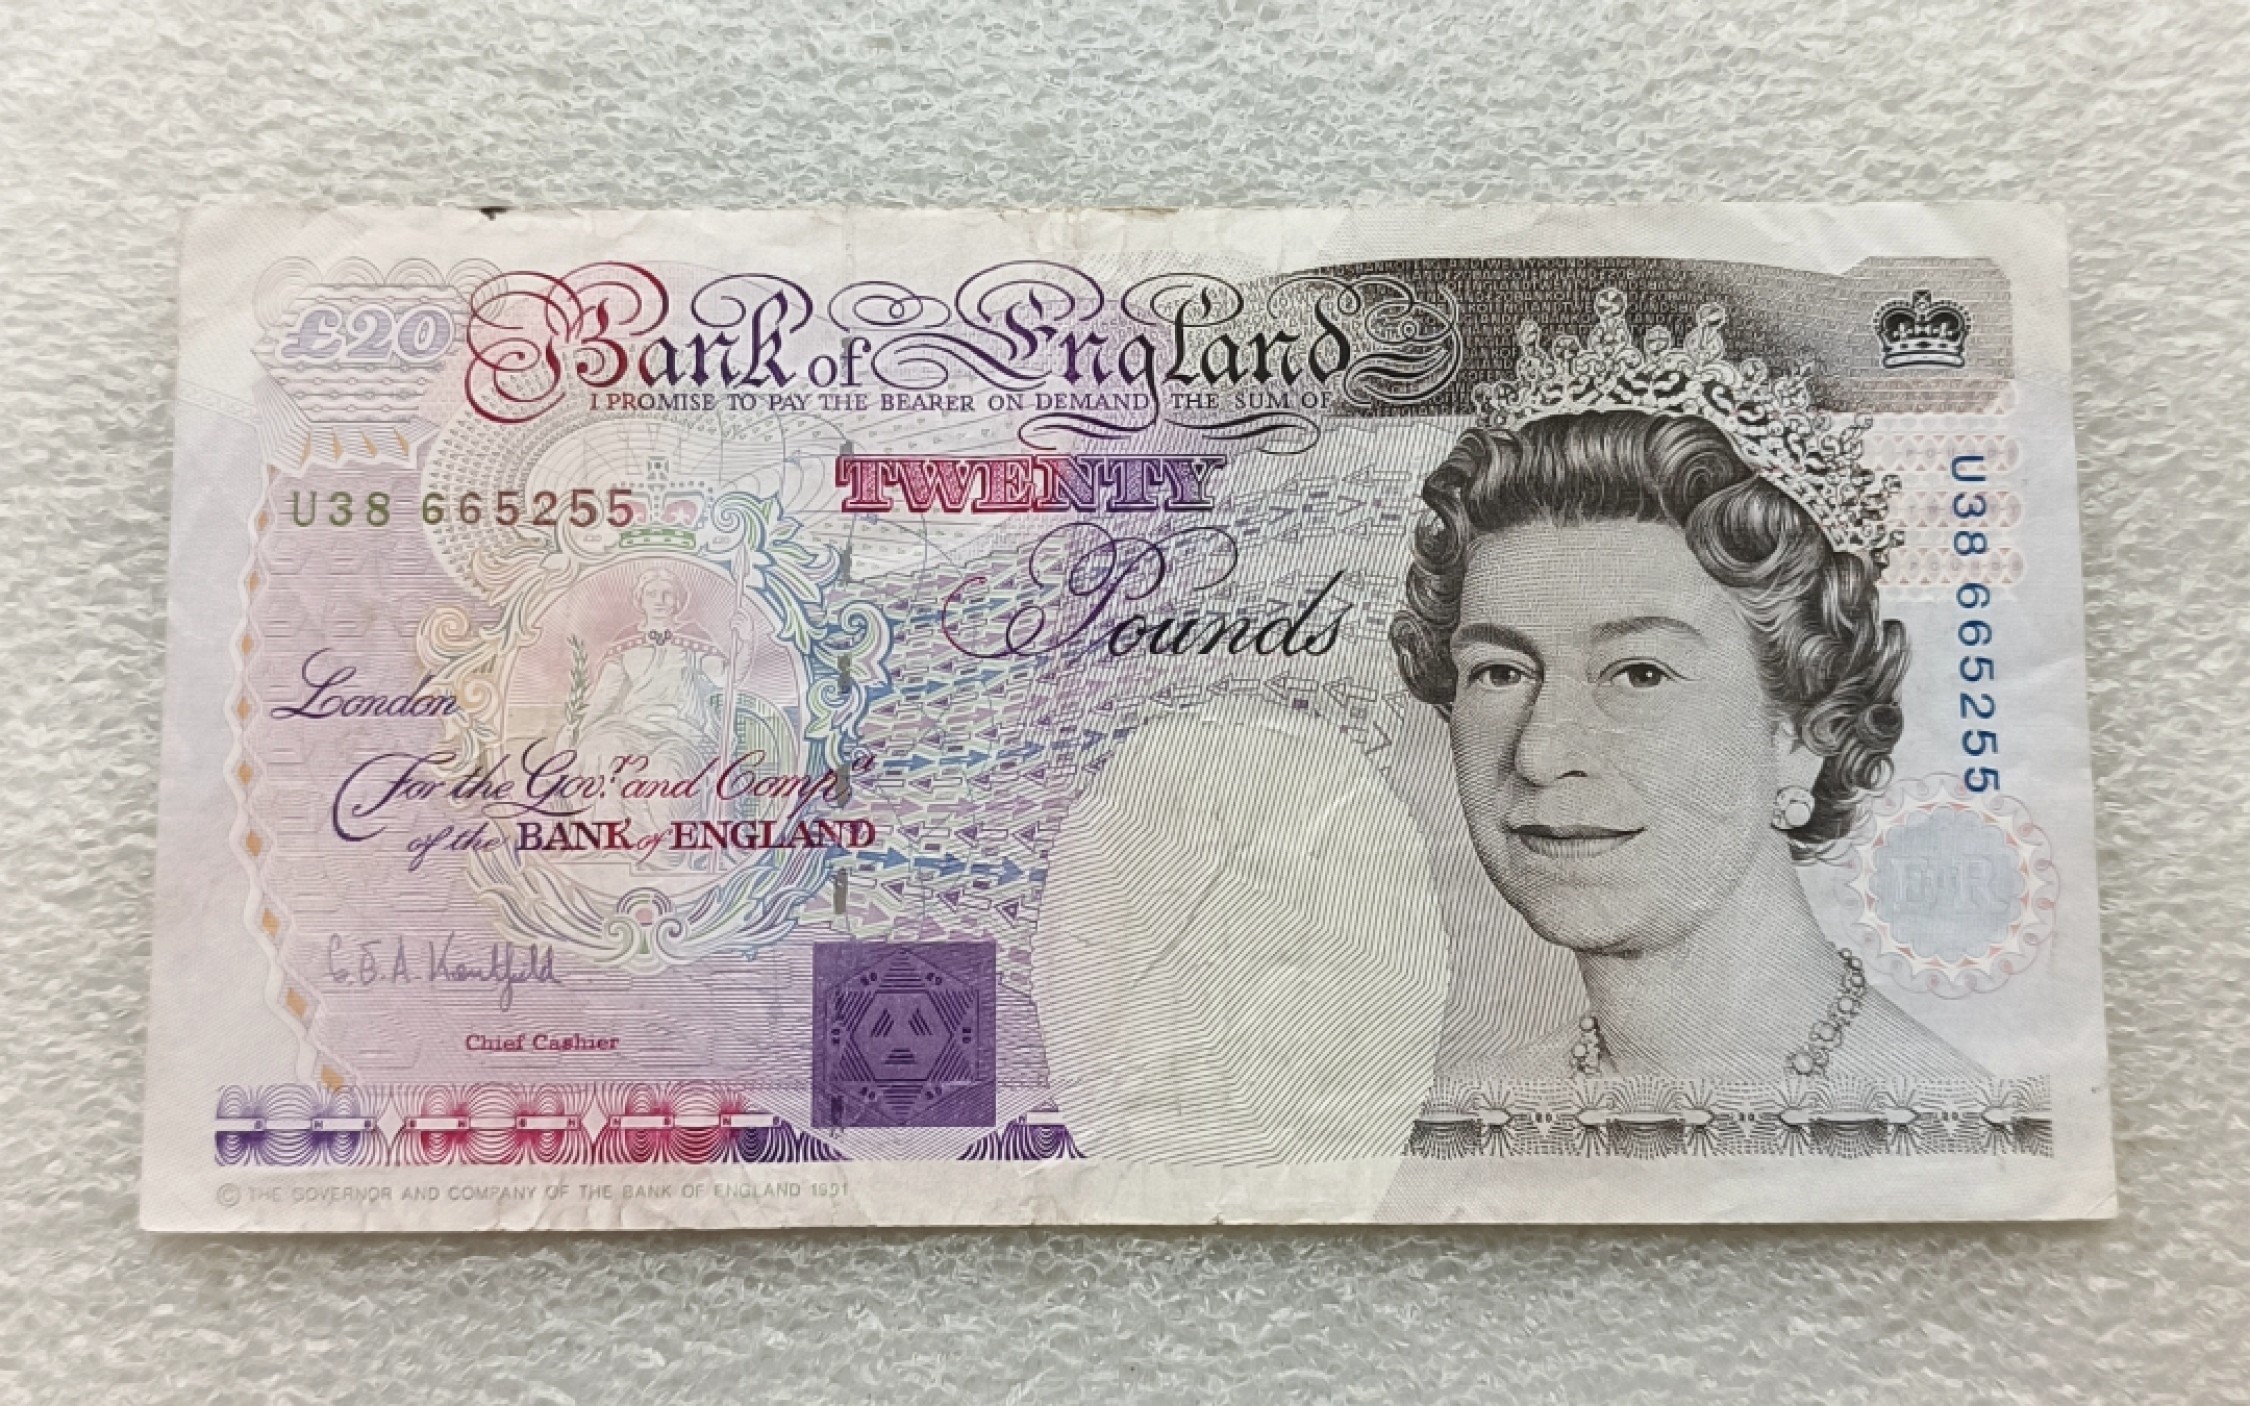 £20
Bank of England
I PROMISE TO PAY THE BEARER ON DEMAND THE SUM OF
TWENTY
Pounds
U38 665255
U38 665255
London
For the Govr. and Compa
of the BANK of ENGLAND
Chief Cashier
E R
© THE GOVERNOR AND COMPANY OF THE BANK OF ENGLAND 1991